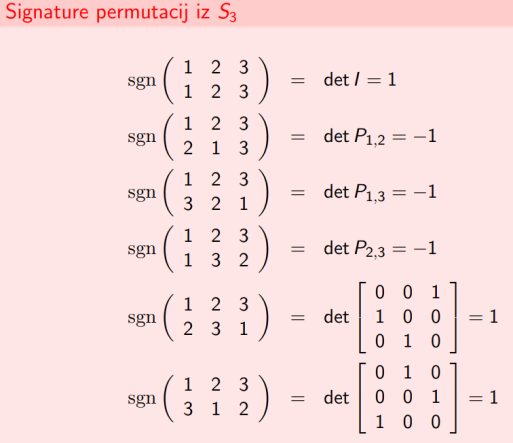 Signature permutacij iz S₃
sgn ( 1 2 3 / 1 2 3 ) = det I = 1
sgn ( 1 2 3 / 2 1 3 ) = det P₁,₂ = −1
sgn ( 1 2 3 / 3 2 1 ) = det P₁,₃ = −1
sgn ( 1 2 3 / 1 3 2 ) = det P₂,₃ = −1
sgn ( 1 2 3 / 2 3 1 ) = det [ 0 0 1 / 1 0 0 / 0 1 0 ] = 1
sgn ( 1 2 3 / 3 1 2 ) = det [ 0 1 0 / 0 0 1 / 1 0 0 ] = 1